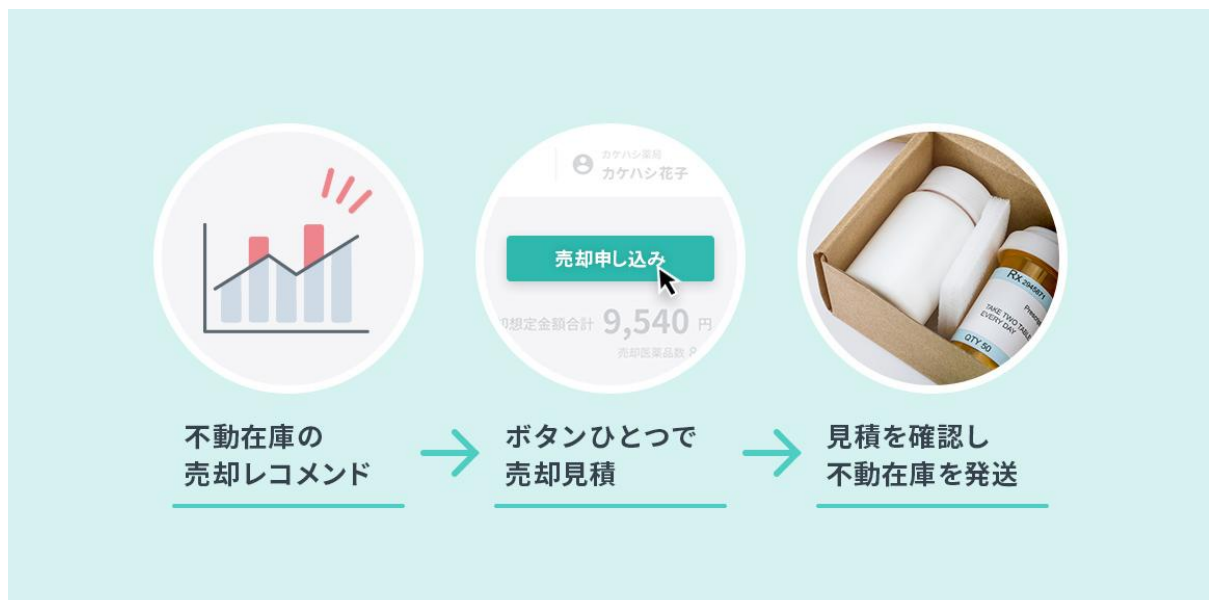 カケハシ薬局
カケハシ花子
売却申し込み
却想定金額合計 9,540 円
売却医薬品数
RX 2945871
TAKE TWO
EVERY DAY
QTY 50
不動在庫の
売却レコメンド
ボタンひとつで
売却見積
見積を確認し
不動在庫を発送